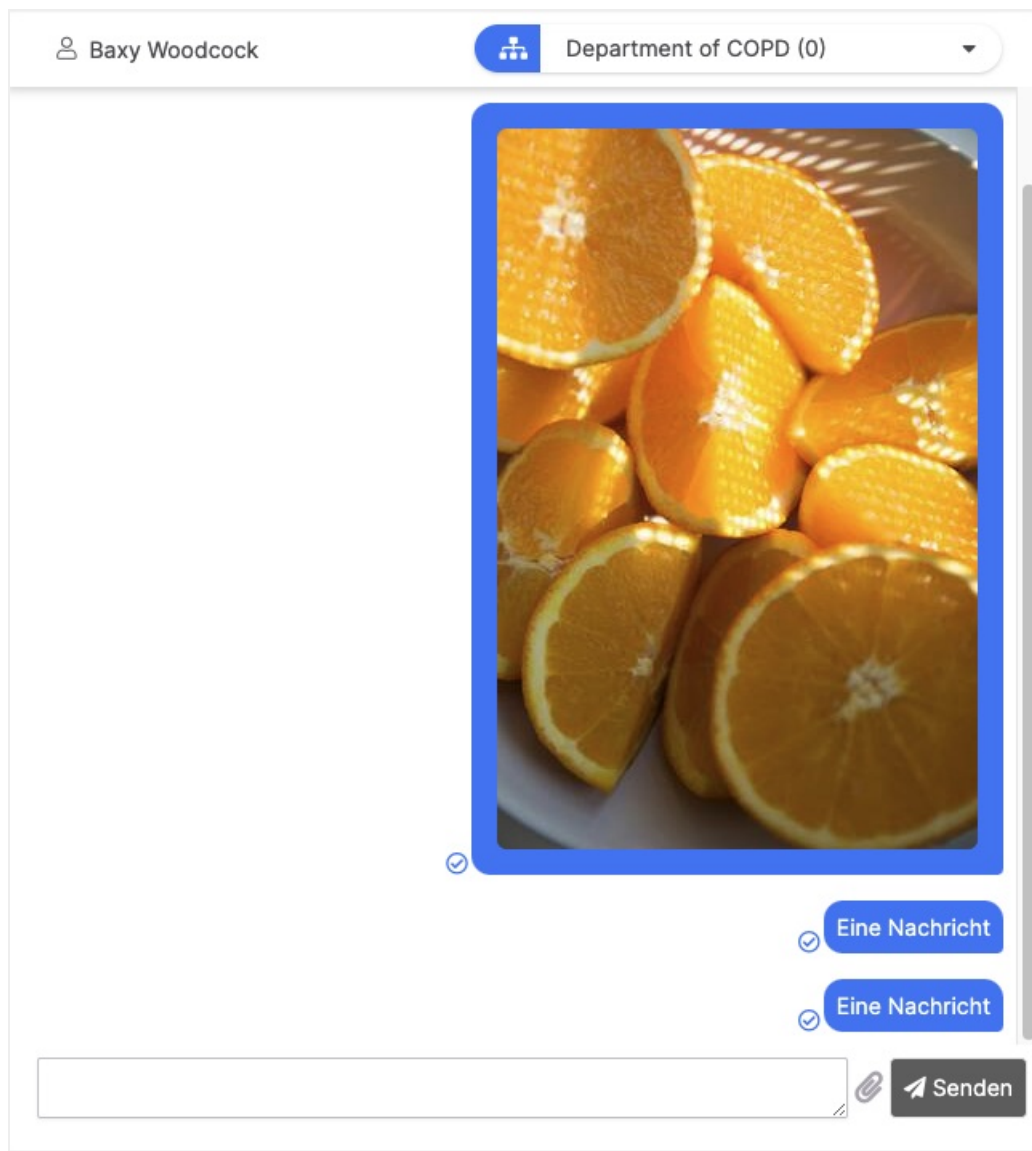 Baxy Woodcock
Department of COPD (0)
Eine Nachricht
Eine Nachricht
Senden